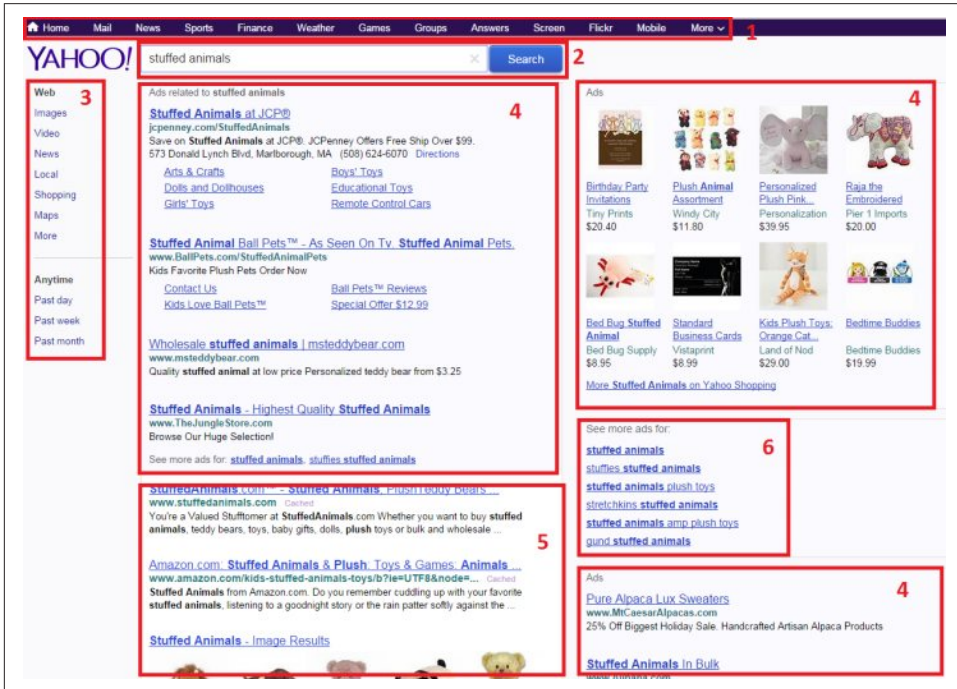 Home Mail News Sports Finance Weather Games Groups Answers Screen Flickr Mobile More
1
YAHOO!
stuffed animals
Search
2
3
Web
Images
Video
News
Local
Shopping
Maps
More
Anytime
Past day
Past week
Past month
Ads related to stuffed animals
4
Stuffed Animals at JCP®
jcpenney.com/StuffedAnimals
Save on Stuffed Animals at JCP®. JCPenney Offers Free Ship Over $99.
573 Donald Lynch Blvd, Marlborough, MA (508) 624-6070 Directions
Arts & Crafts Boys' Toys
Dolls and Dollhouses Educational Toys
Girls' Toys Remote Control Cars
Stuffed Animal Ball Pets™ - As Seen On Tv. Stuffed Animal Pets.
www.BallPets.com/StuffedAnimalPets
Kids Favorite Plush Pets Order Now
Contact Us Ball Pets™ Reviews
Kids Love Ball Pets™ Special Offer $12.99
Wholesale stuffed animals | msteddybear.com
www.msteddybear.com
Quality stuffed animal at low price Personalized teddy bear from $3.25
Stuffed Animals - Highest Quality Stuffed Animals
www.TheJungleStore.com
Browse Our Huge Selection!
See more ads for: stuffed animals, stuffies stuffed animals
StuffedAnimals.com™ - Stuffed Animals, Plush Teddy Bears ...
www.stuffedanimals.com Cached
You're a Valued Stufftomer at StuffedAnimals.com Whether you want to buy stuffed
animals, teddy bears, toys, baby gifts, dolls, plush toys or bulk and wholesale ...
5
Amazon.com: Stuffed Animals & Plush: Toys & Games: Animals ...
www.amazon.com/kids-stuffed-animals-toys/b?ie=UTF8&node=... Cached
Stuffed Animals from Amazon.com. Do you remember cuddling up with your favorite
stuffed animals, listening to a goodnight story or the rain patter softly against the ...
Stuffed Animals - Image Results
Ads
4
Birthday Party Plush Animal Personalized Raja the
Invitations Assortment Plush Pink... Embroidered
Tiny Prints Windy City Personalization Pier 1 Imports
$20.40 $11.80 $39.95 $20.00
Bed Bug Stuffed Standard Kids Plush Toys: Bedtime Buddies
Animal Business Cards Orange Cat...
Bed Bug Supply Vistaprint Land of Nod Bedtime Buddies
$8.95 $8.99 $29.00 $19.99
More Stuffed Animals on Yahoo Shopping
See more ads for:
6
stuffed animals
stuffies stuffed animals
stuffed animals plush toys
stretchkins stuffed animals
stuffed animals amp plush toys
gund stuffed animals
Ads
4
Pure Alpaca Lux Sweaters
www.MtCaesarAlpacas.com
25% Off Biggest Holiday Sale. Handcrafted Artisan Alpaca Products
Stuffed Animals In Bulk